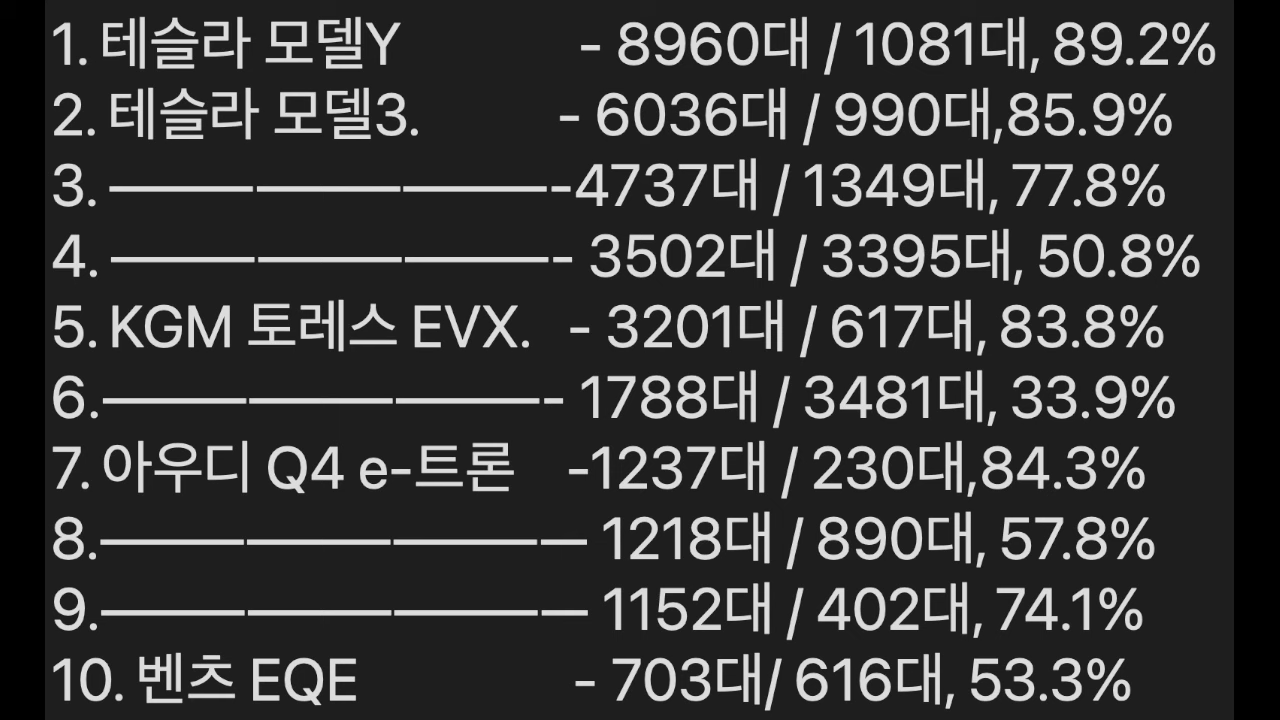 1. 테슬라 모델Y - 8960대 / 1081대, 89.2%
2. 테슬라 모델3. - 6036대 / 990대,85.9%
3. ———————-4737대 / 1349대, 77.8%
4. ———————- 3502대 / 3395대, 50.8%
5. KGM 토레스 EVX. - 3201대 / 617대, 83.8%
6.———————- 1788대 / 3481대, 33.9%
7. 아우디 Q4 e-트론 -1237대 / 230대,84.3%
8.—————————— 1218대 / 890대, 57.8%
9.—————————— 1152대 / 402대, 74.1%
10. 벤츠 EQE - 703대/ 616대, 53.3%